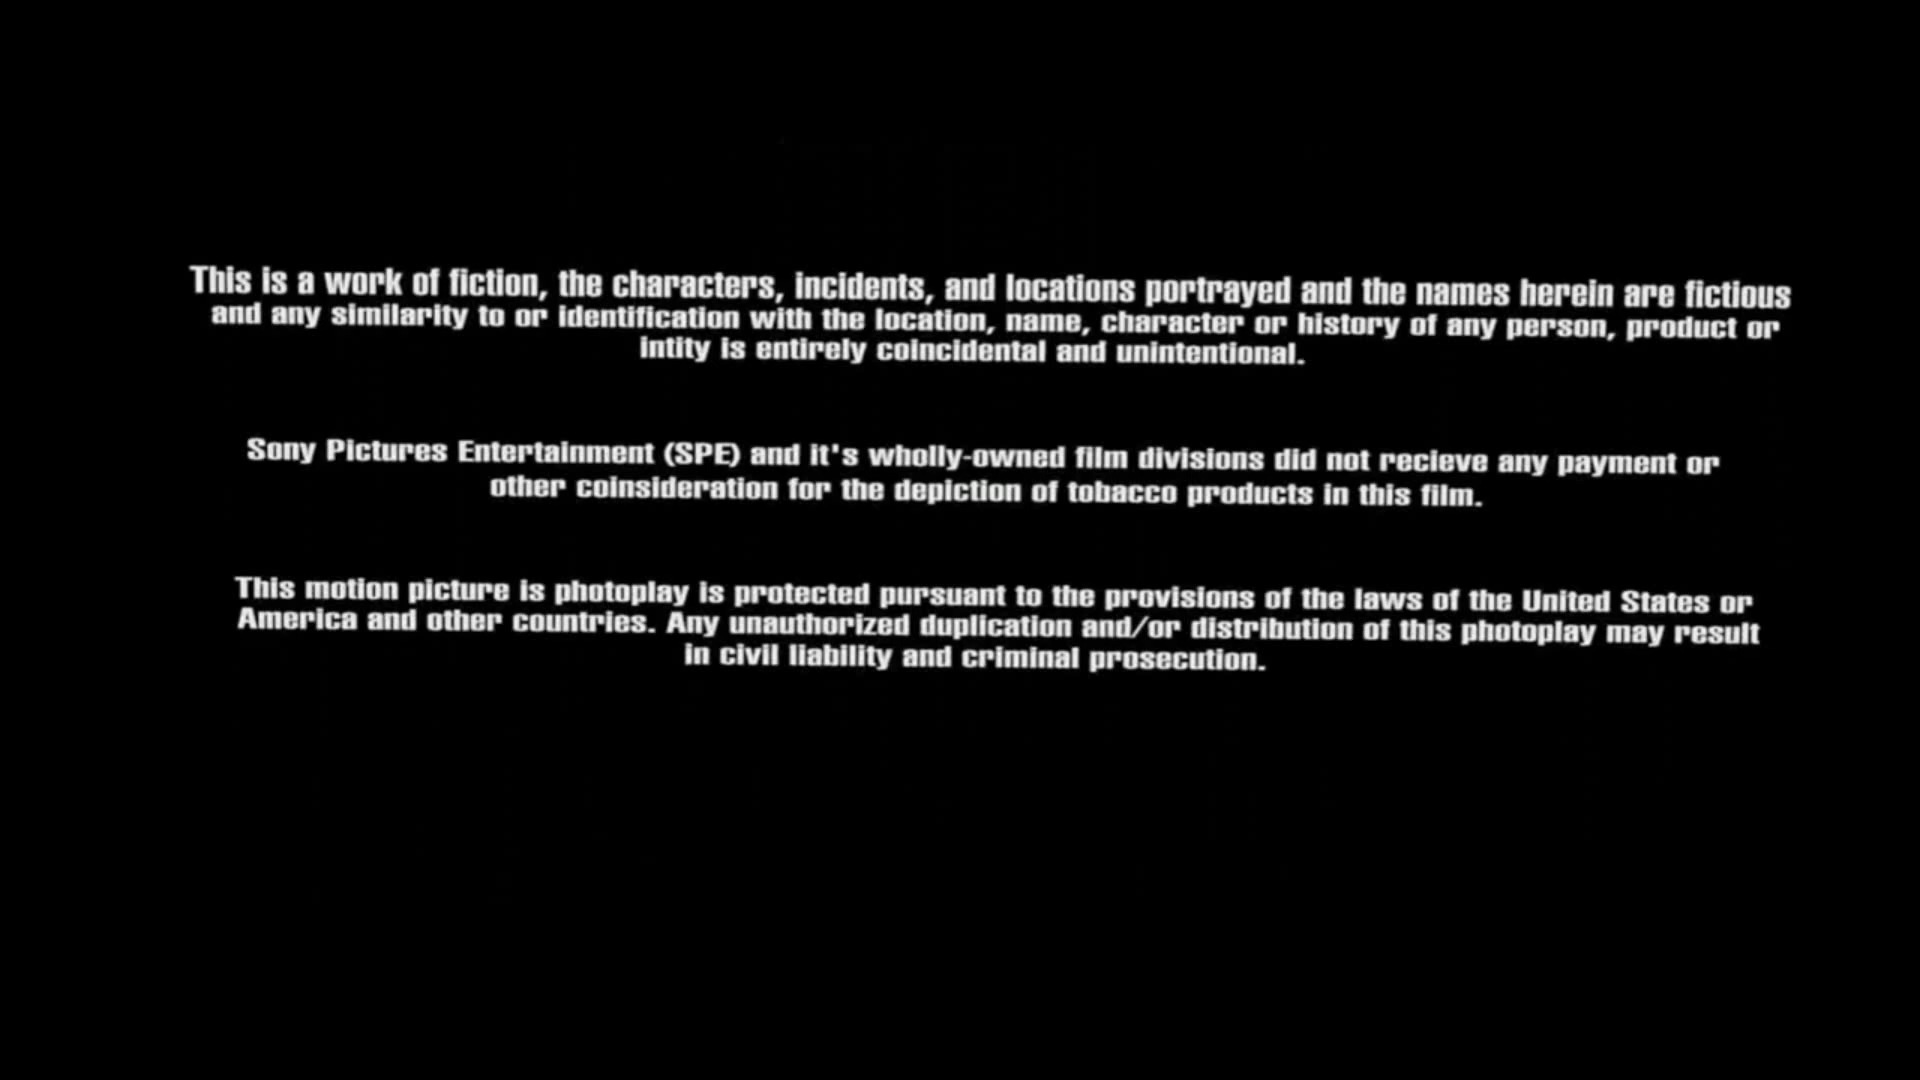 This is a work of fiction, the characters, incidents, and locations portrayed and the names herein are fictious
and any similarity to or identification with the location, name, character or history of any person, product or
intity is entirely coincidental and unintentional.
Sony Pictures Entertainment (SPE) and it's wholly-owned film divisions did not recieve any payment or
other coinsideration for the depiction of tobacco products in this film.
This motion picture is photoplay is protected pursuant to the provisions of the laws of the United States or
America and other countries. Any unauthorized duplication and/or distribution of this photoplay may result
in civil liability and criminal prosecution.